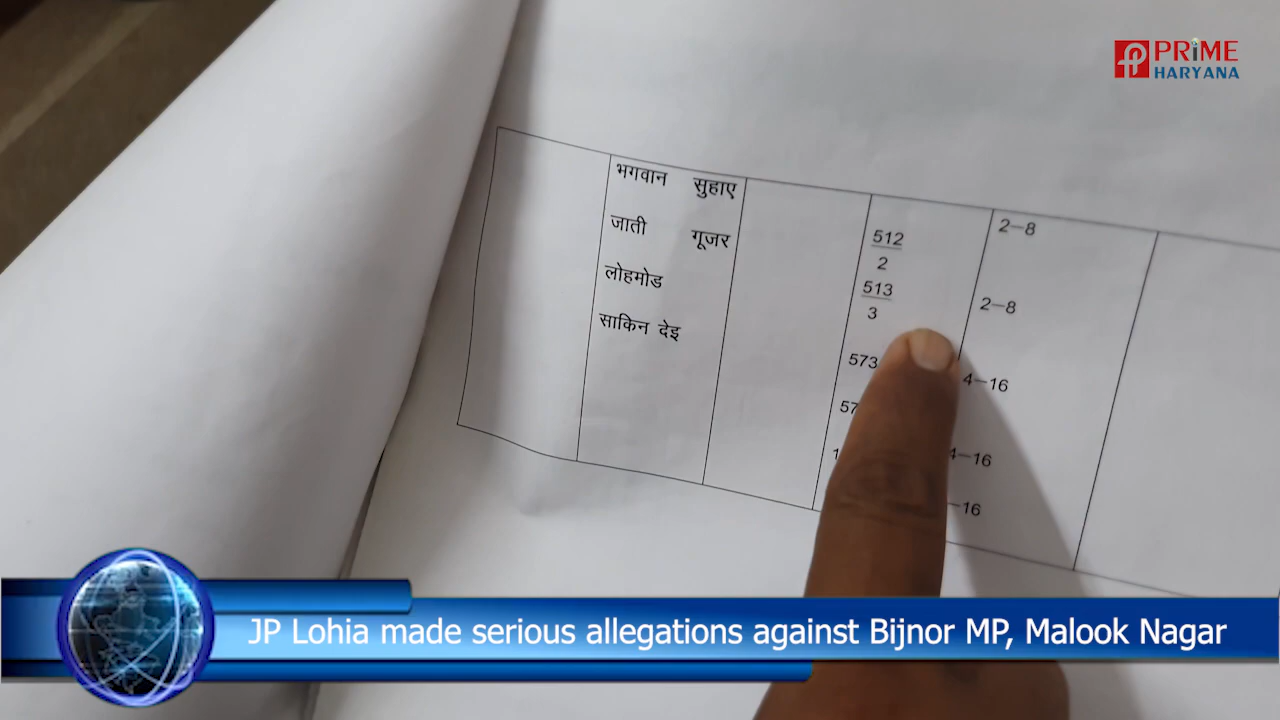 PRiME
HARYANA
भगवान सुहाए
जाती गूजर
लोहमोड
साकिन देइ
512
2
513
3
573
2–8
2–8
4–16
4–16
–16
JP Lohia made serious allegations against Bijnor MP, Malook Nagar